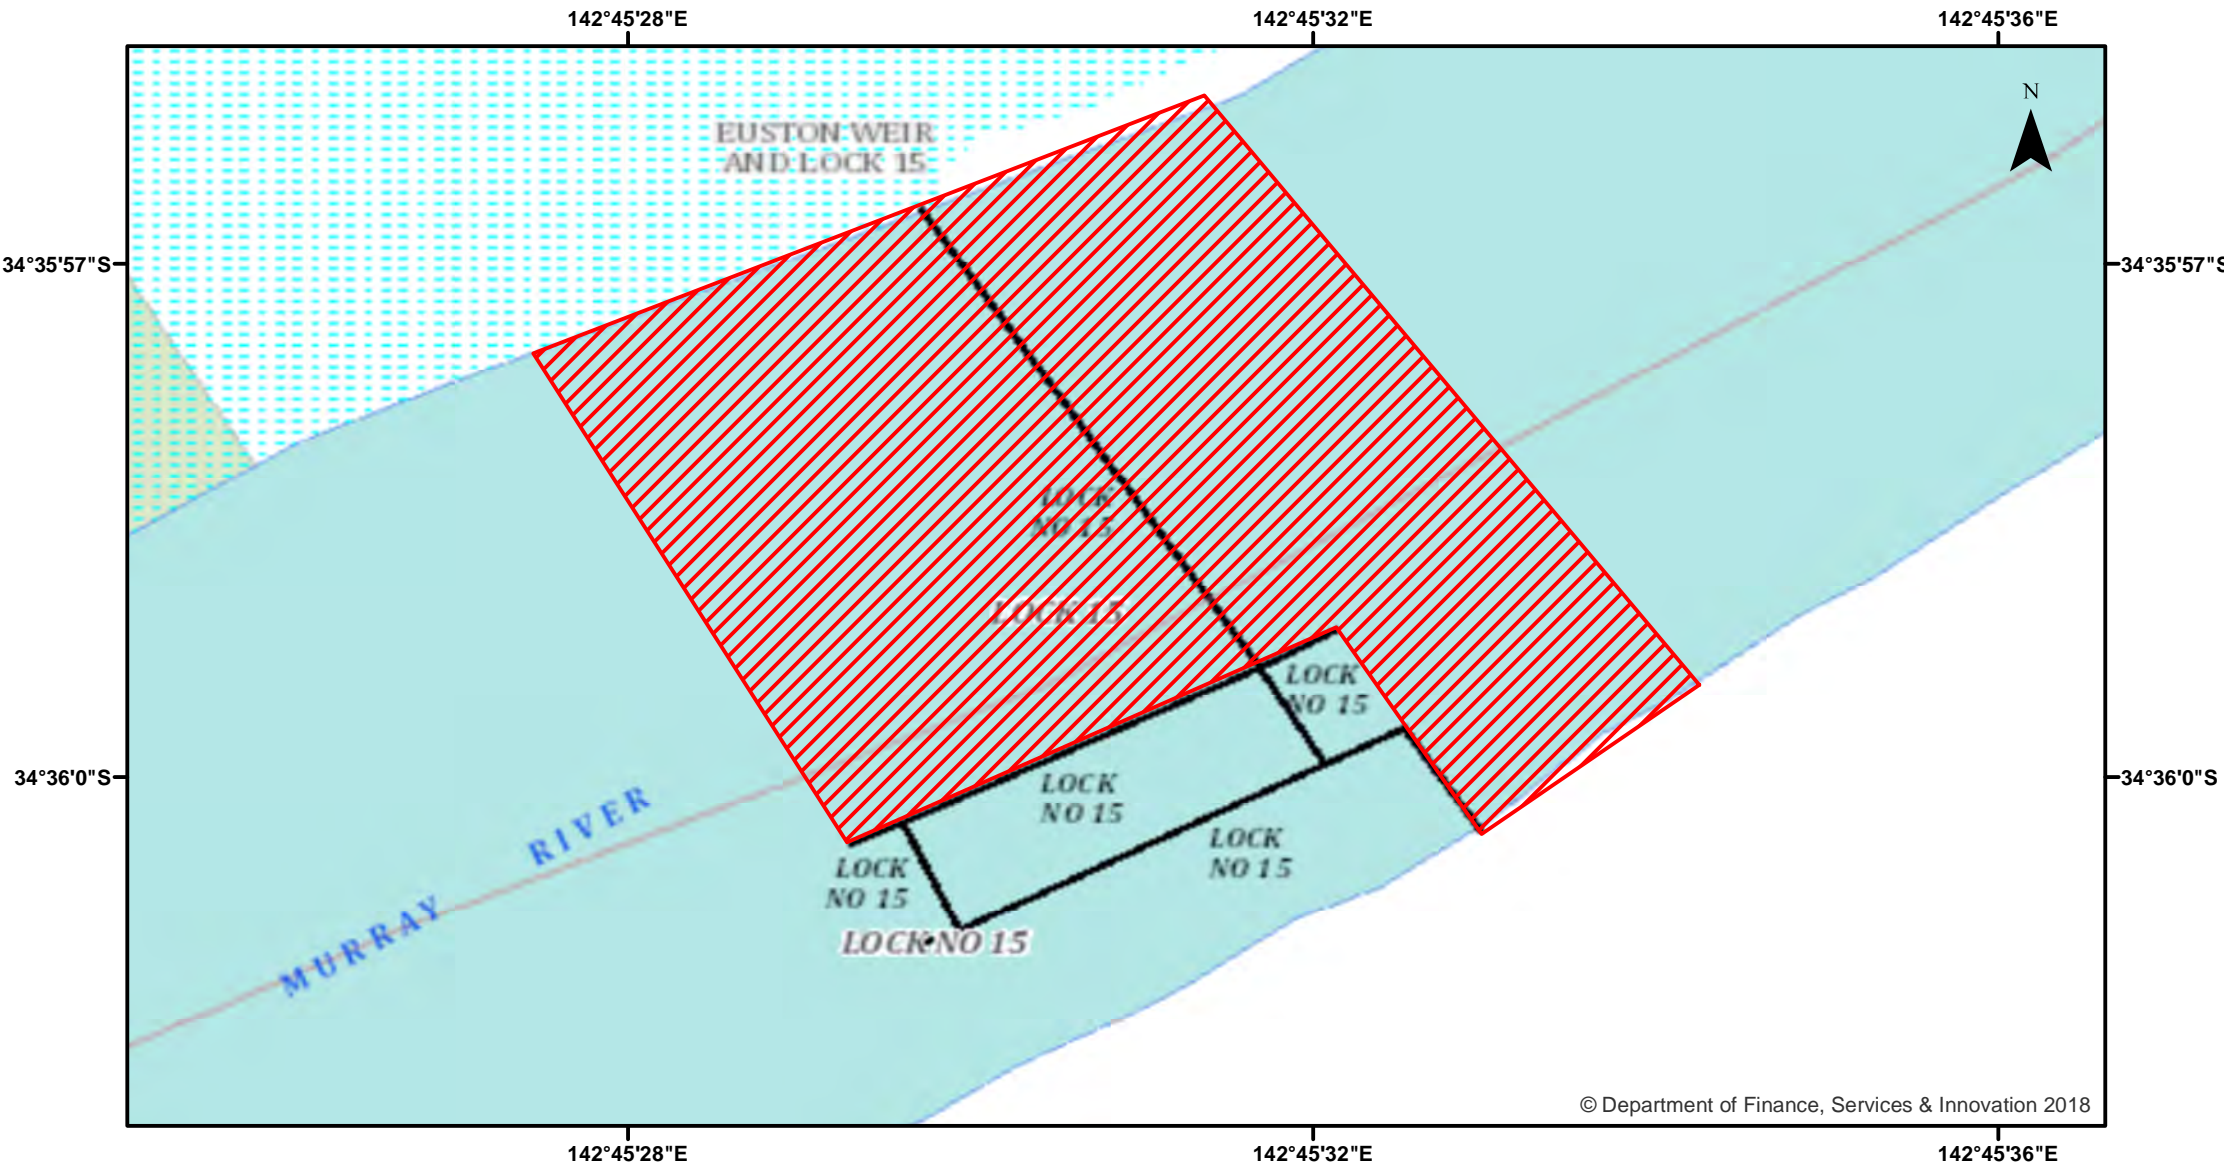 142°45'28"E
142°45'32"E
142°45'36"E
N
EUSTON WEIR
AND LOCK 15
34°35'57"S
34°35'57"S
LOCK
NO 15
LOCK 15
LOCK
NO 15
34°36'0"S
34°36'0"S
LOCK
NO 15
MURRAY RIVER
LOCK
NO 15
LOCK
NO 15
LOCK NO 15
© Department of Finance, Services & Innovation 2018
142°45'28"E
142°45'32"E
142°45'36"E